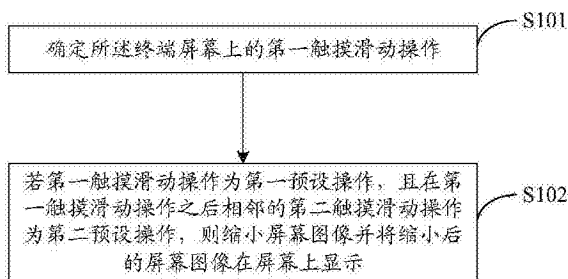 S101
确定所述终端屏幕上的第一触摸滑动操作
S102
若第一触摸滑动操作为第一预设操作，且在第
一触摸滑动操作之后相邻的第二触摸滑动操作
为第二预设操作，则缩小屏幕图像并将缩小后
的屏幕图像在屏幕上显示